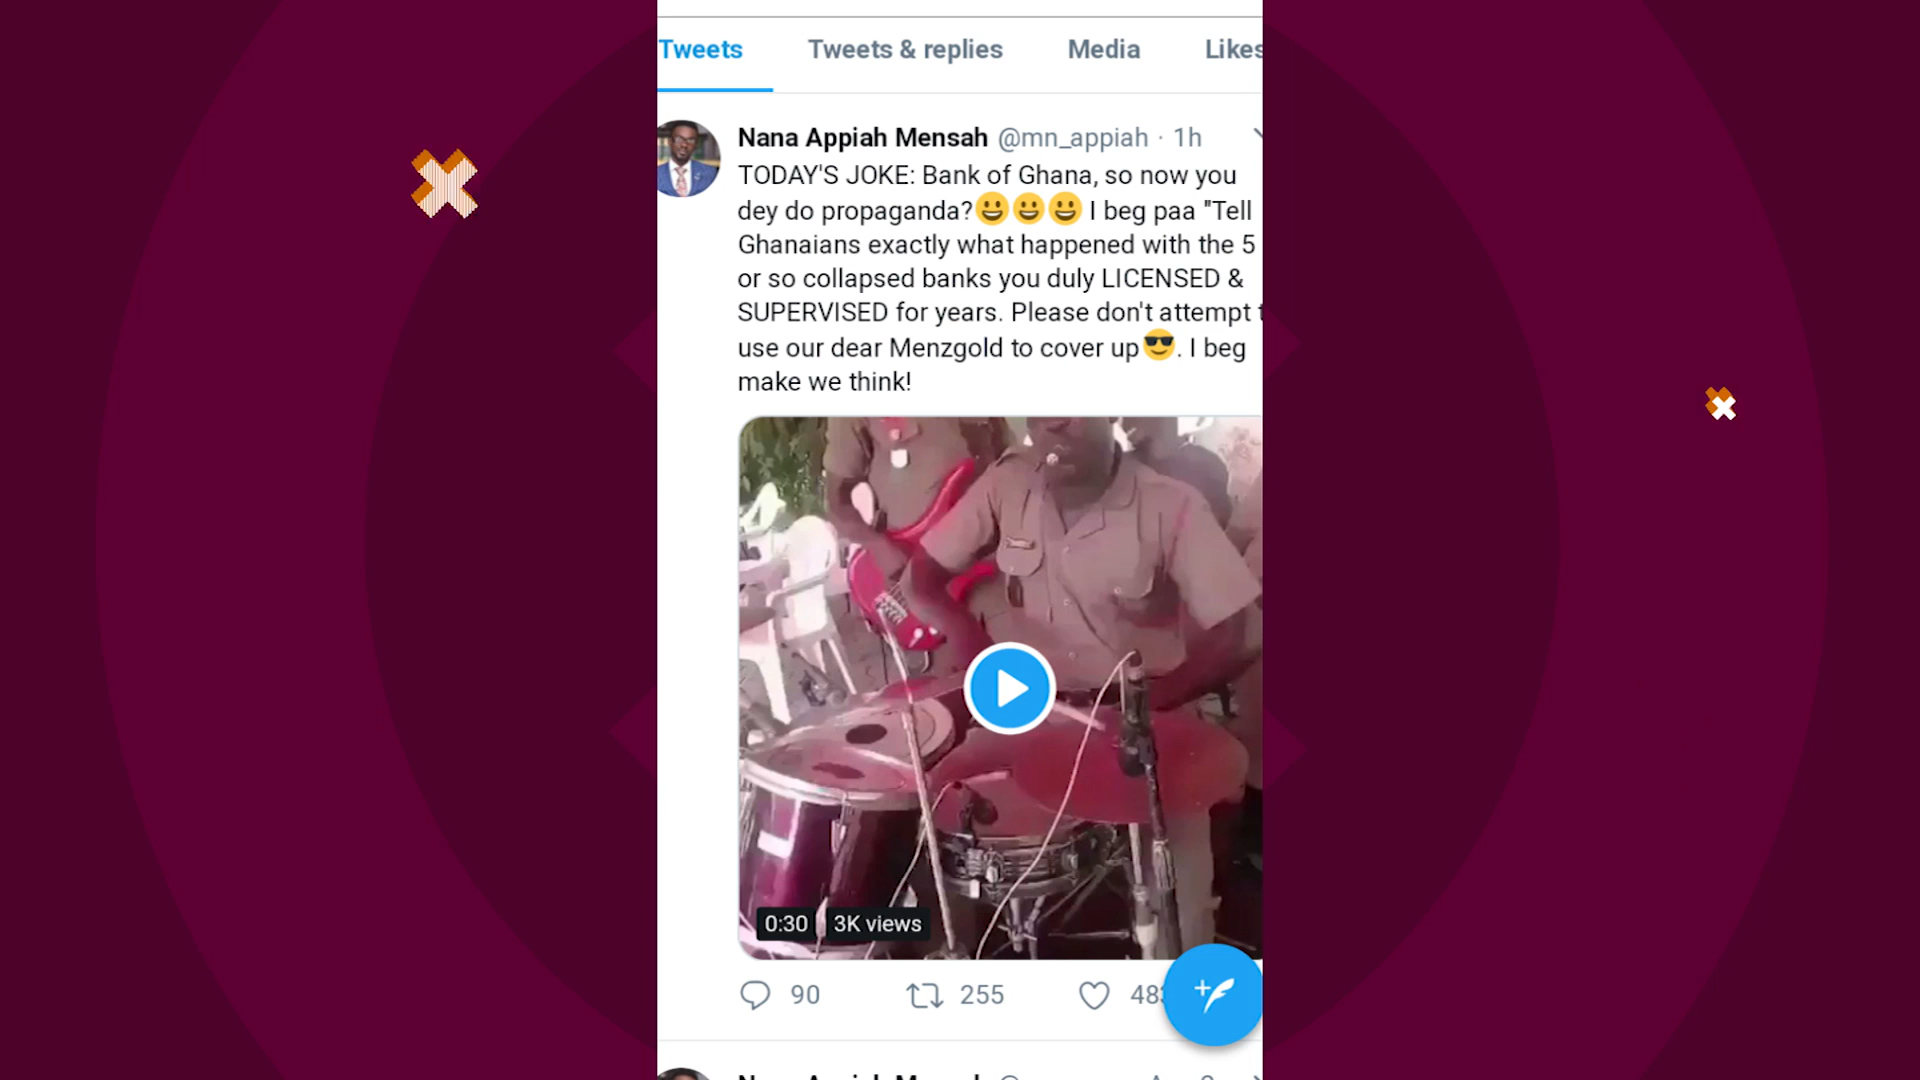 Tweets Tweets & replies Media Likes
Nana Appiah Mensah @mn_appiah · 1h
TODAY'S JOKE: Bank of Ghana, so now you
dey do propaganda?😀😀😀 I beg paa "Tell
Ghanaians exactly what happened with the 5
or so collapsed banks you duly LICENSED &
SUPERVISED for years. Please don't attempt
use our dear Menzgold to cover up😎. I beg
make we think!
0:30 3K views
90 255 483